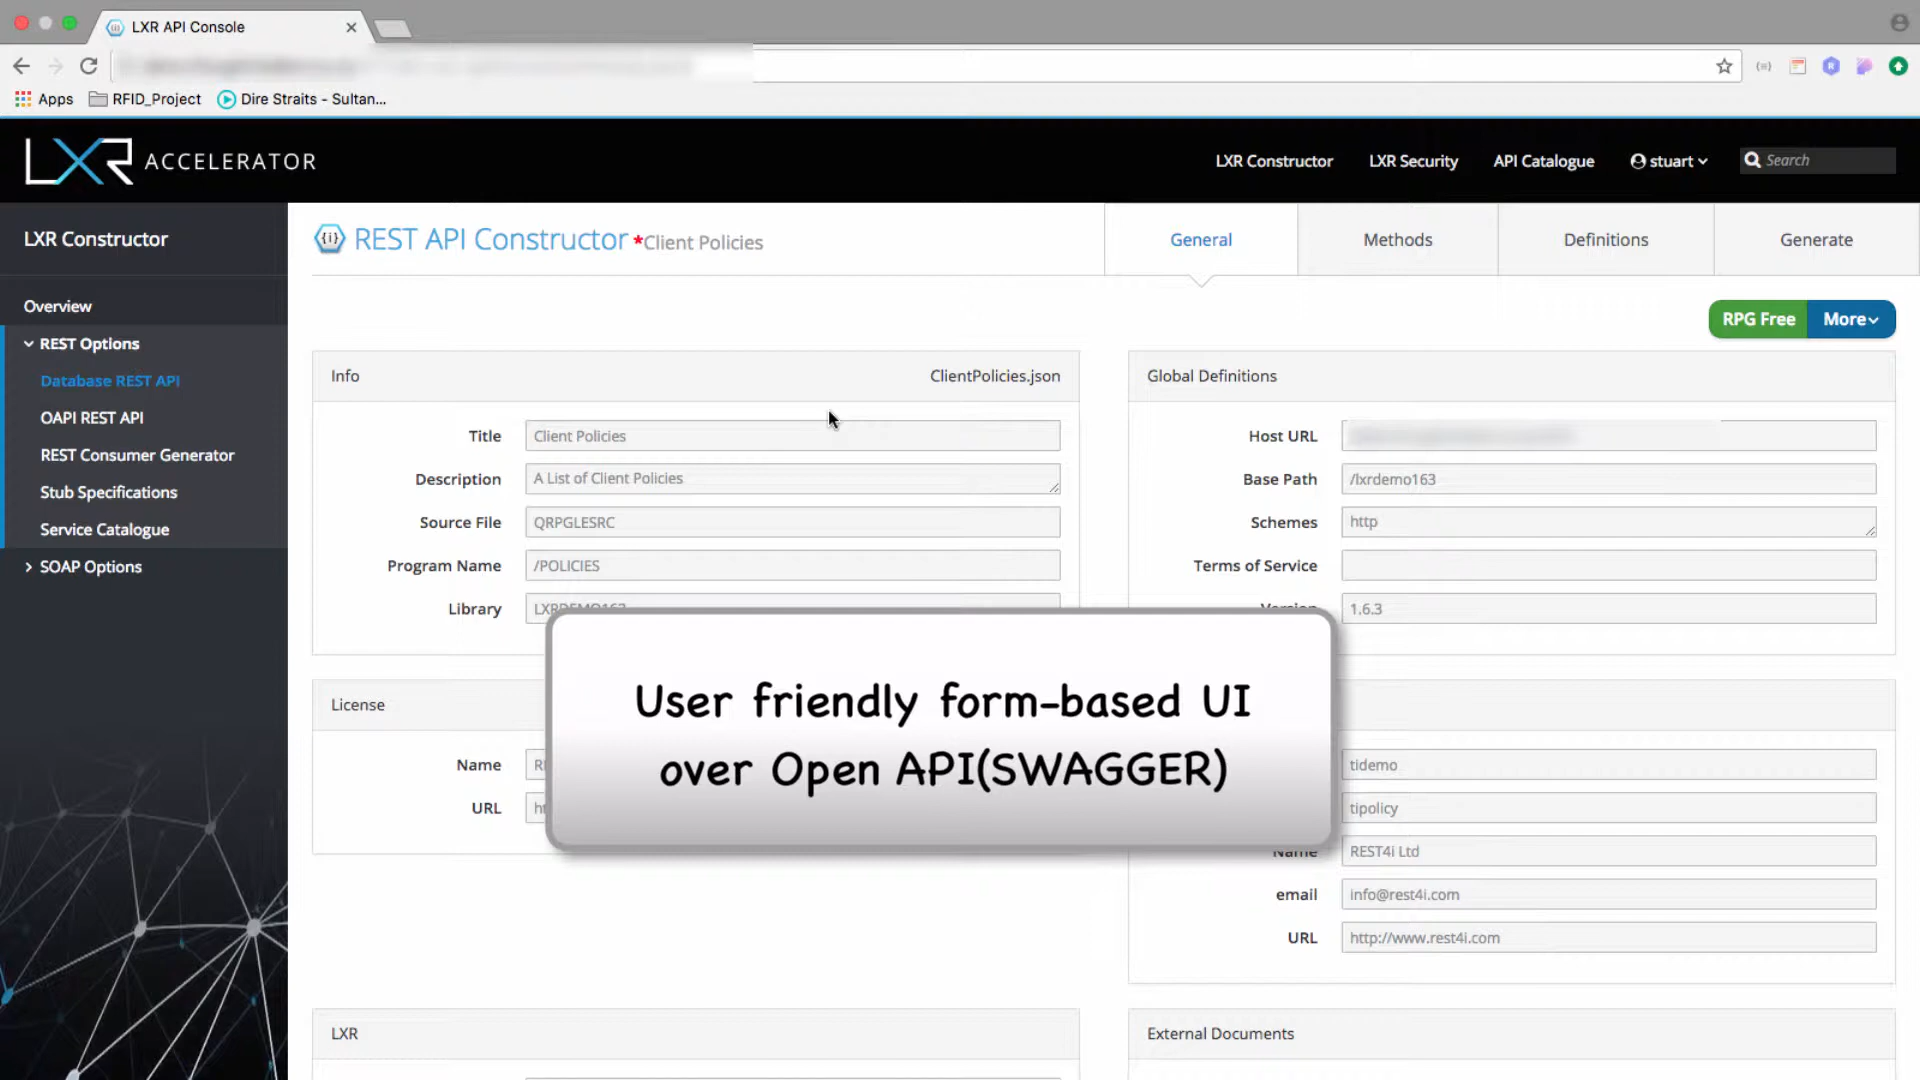 LXR API Console
Apps RFID_Project Dire Straits - Sultan...
LXR ACCELERATOR
LXR Constructor LXR Security API Catalogue stuart Search
LXR Constructor
Overview
REST Options
Database REST API
OAPI REST API
REST Consumer Generator
Stub Specifications
Service Catalogue
SOAP Options
REST API Constructor *Client Policies
General Methods Definitions Generate
RPG Free More
Info ClientPolicies.json
Title Client Policies
Description A List of Client Policies
Source File QRPGLESRC
Program Name /POLICIES
Library LXRDEMO163
Global Definitions
Host URL
Base Path /lxrdemo163
Schemes http
Terms of Service
Version 1.6.3
License
Name
URL
User friendly form-based UI
over Open API(SWAGGER)
tidemo
tipolicy
Name REST4i Ltd
email info@rest4i.com
URL http://www.rest4i.com
LXR
External Documents